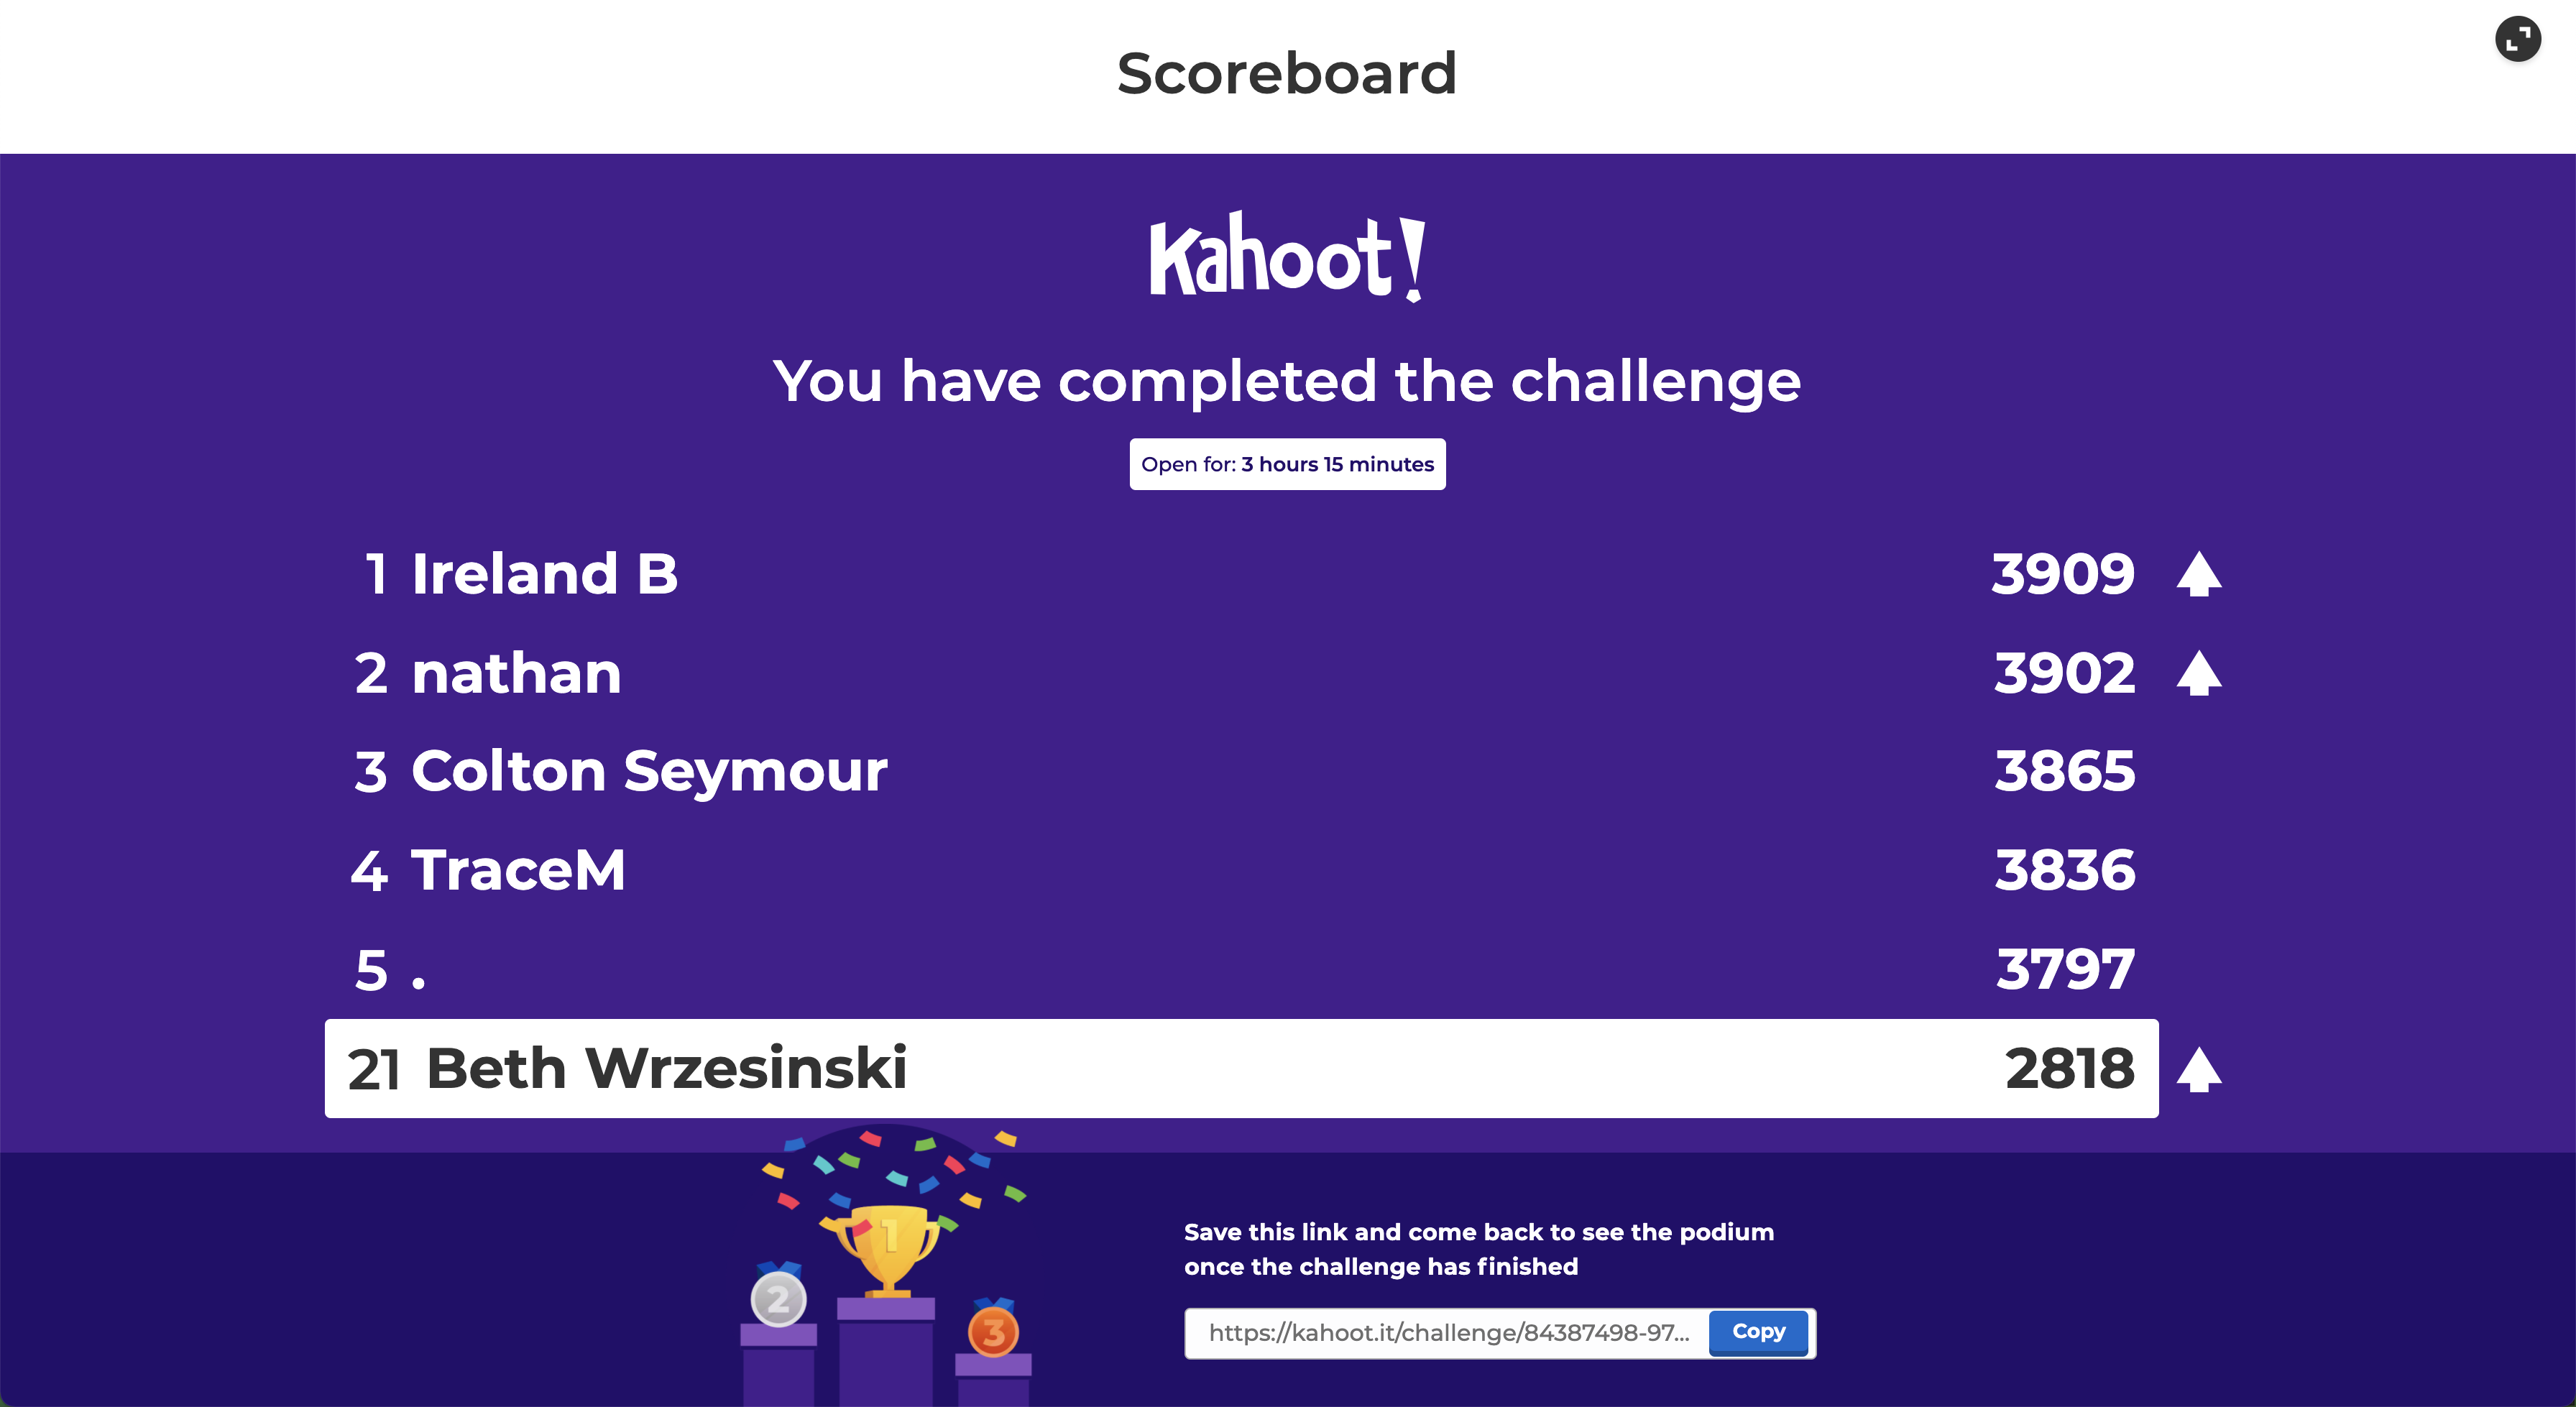 Scoreboard
Kahoot!
You have completed the challenge
Open for: 3 hours 15 minutes
1 Ireland B 3909
2 nathan 3902
3 Colton Seymour 3865
4 TraceM 3836
5 . 3797
21 Beth Wrzesinski 2818
1
2
3
Save this link and come back to see the podium
once the challenge has finished
https://kahoot.it/challenge/84387498-97... Copy